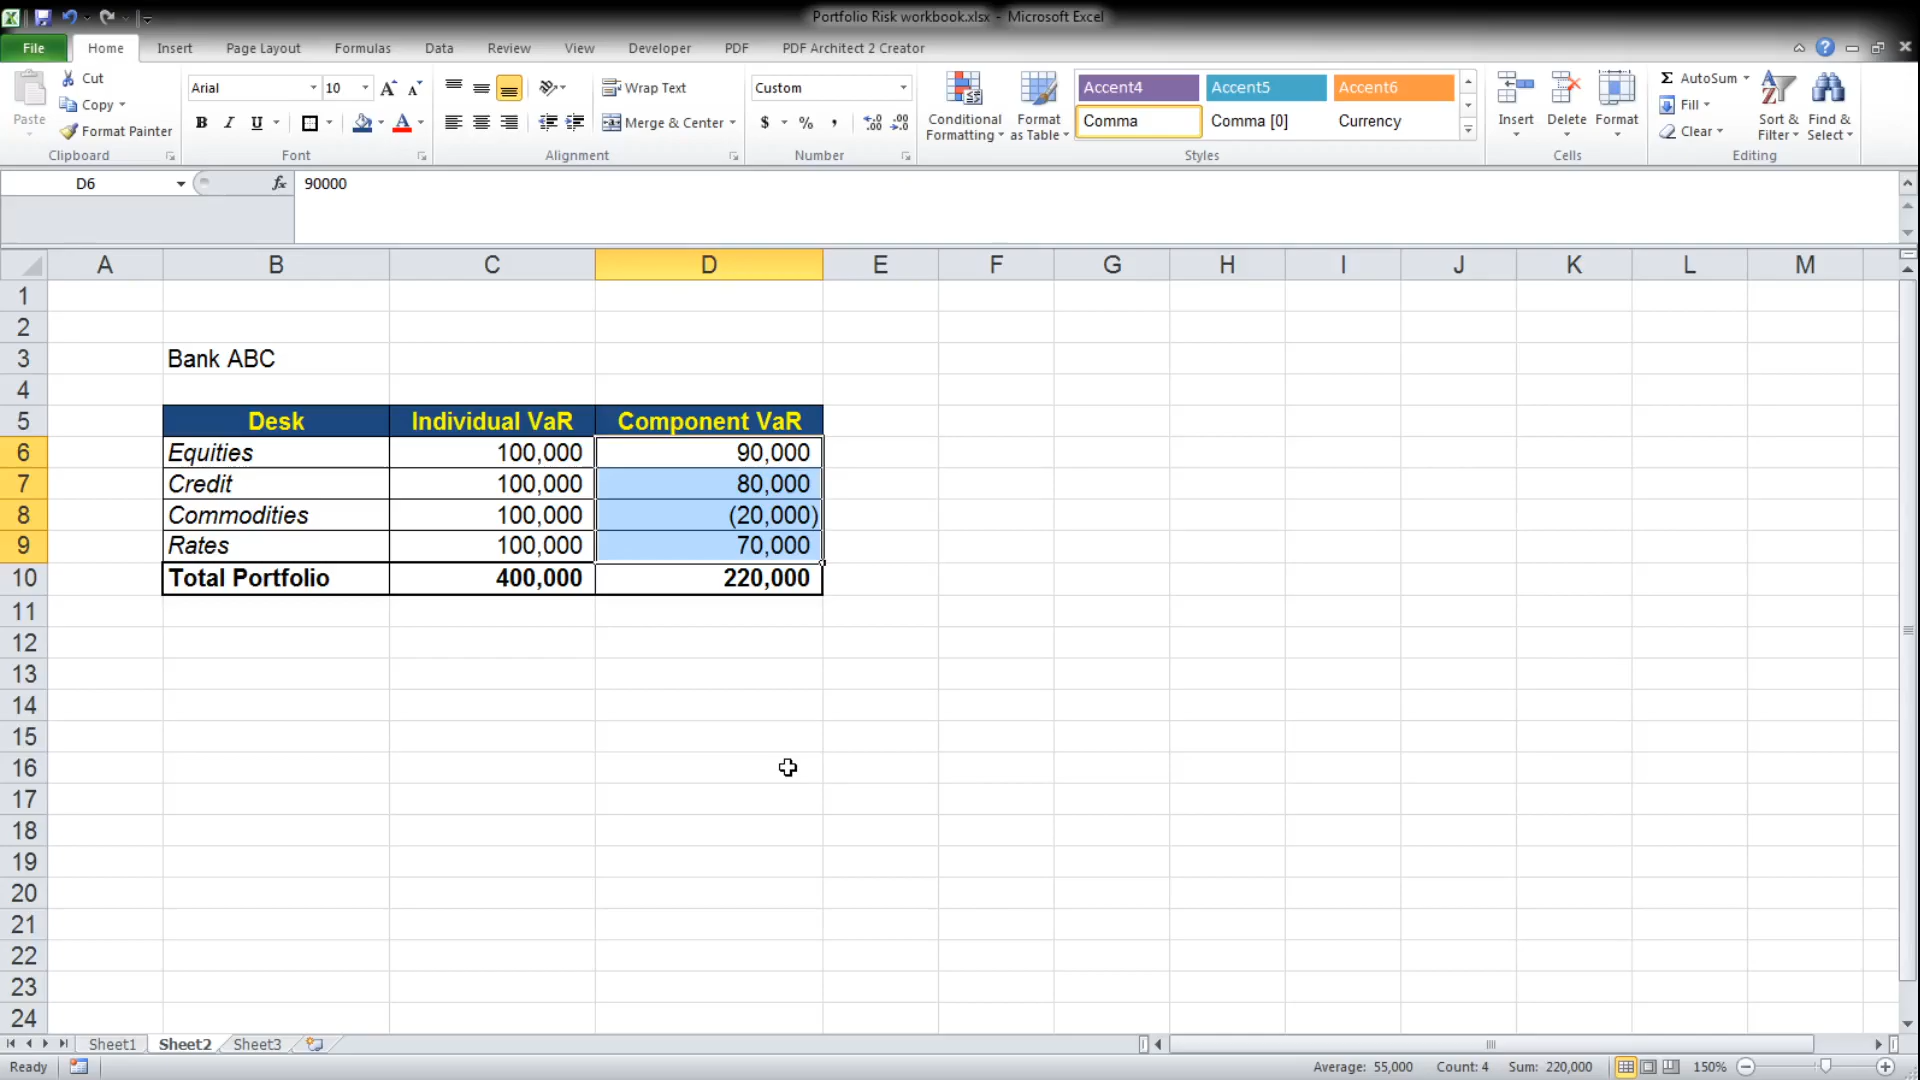 Portfolio Risk workbook.xlsx - Microsoft Excel
File Home Insert Page Layout Formulas Data Review View Developer PDF PDF Architect 2 Creator
Paste
Cut
Copy
Format Painter
Clipboard
Arial 10
B I U A
Font
Wrap Text
Merge & Center
Alignment
Custom
$ % ,
Number
Conditional Formatting
Format as Table
Accent4 Accent5 Accent6
Comma Comma [0] Currency
Styles
Insert Delete Format
Cells
Σ AutoSum
Fill
Clear
Sort & Filter
Find & Select
Editing
D6 fx 90000
A B C D E F G H I J K L M
1
2
3 Bank ABC
4
5 Desk Individual VaR Component VaR
6 Equities 100,000 90,000
7 Credit 100,000 80,000
8 Commodities 100,000 (20,000)
9 Rates 100,000 70,000
10 Total Portfolio 400,000 220,000
11
12
13
14
15
16
17
18
19
20
21
22
23
24
Sheet1 Sheet2 Sheet3
Ready Average: 55,000 Count: 4 Sum: 220,000 150%